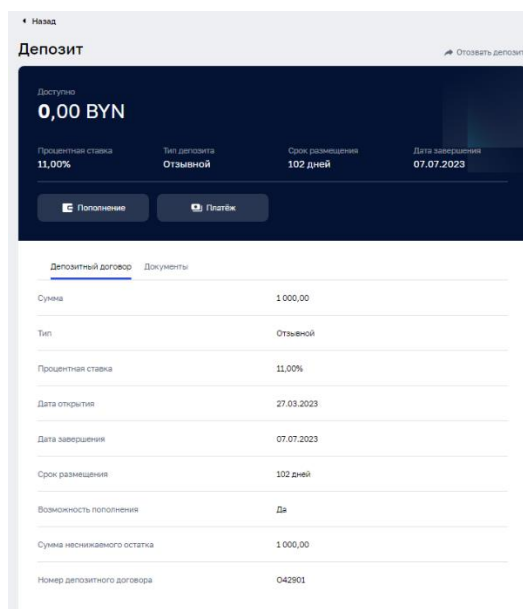 Назад
Депозит
Отозвать депозит
Доступно
0,00 BYN
Процентная ставка Тип депозита Срок размещения Дата завершения
11,00% Отзывной 102 дней 07.07.2023
Пополнение Платёж
Депозитный договор Документы
Сумма 1 000,00
Тип Отзывной
Процентная ставка 11,00%
Дата открытия 27.03.2023
Дата завершения 07.07.2023
Срок размещения 102 дней
Возможность пополнения Да
Сумма неснижаемого остатка 1 000,00
Номер депозитного договора 042901